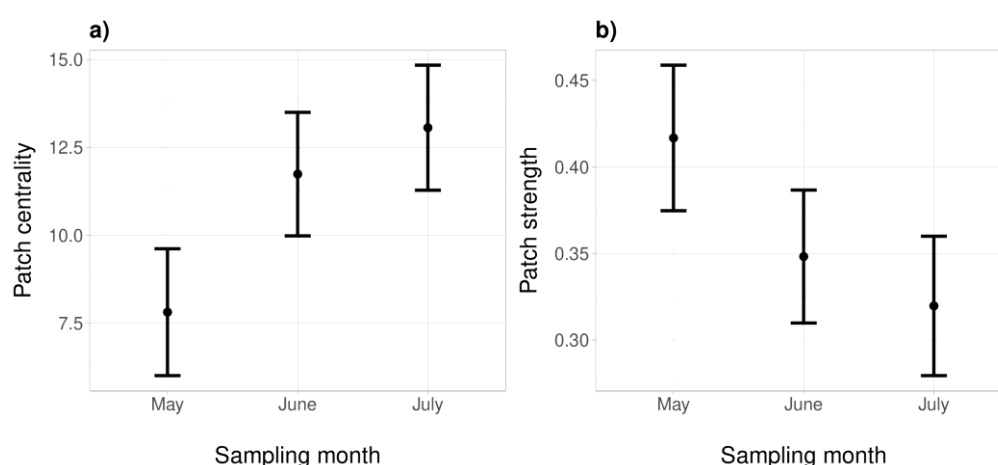 a)
Patch centrality
15.0
12.5
10.0
7.5
May June July
Sampling month
b)
Patch strength
0.45
0.40
0.35
0.30
May June July
Sampling month